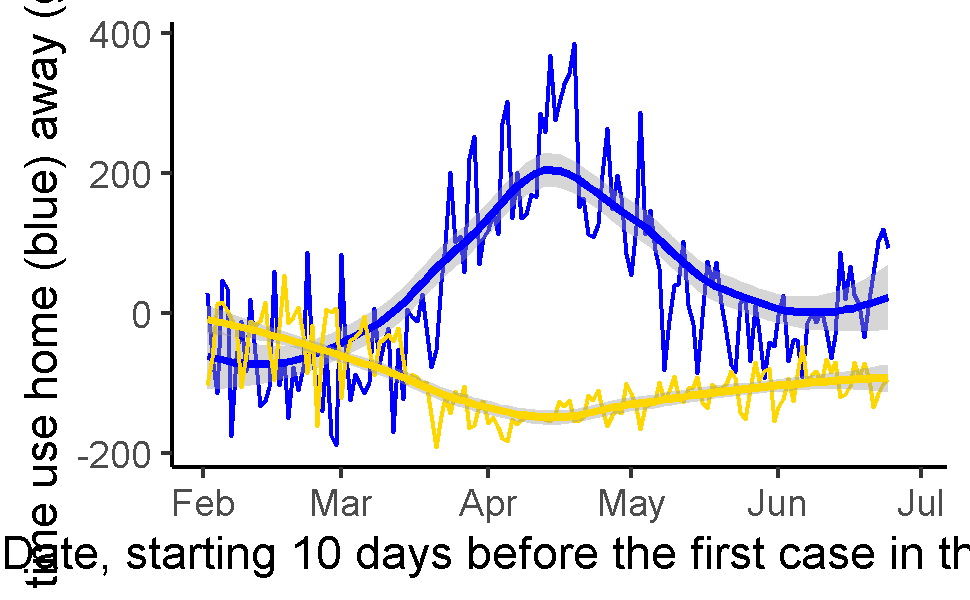 time use home (blue) away (
400
200
0
-200
Feb Mar Apr May Jun Jul
Date, starting 10 days before the first case in